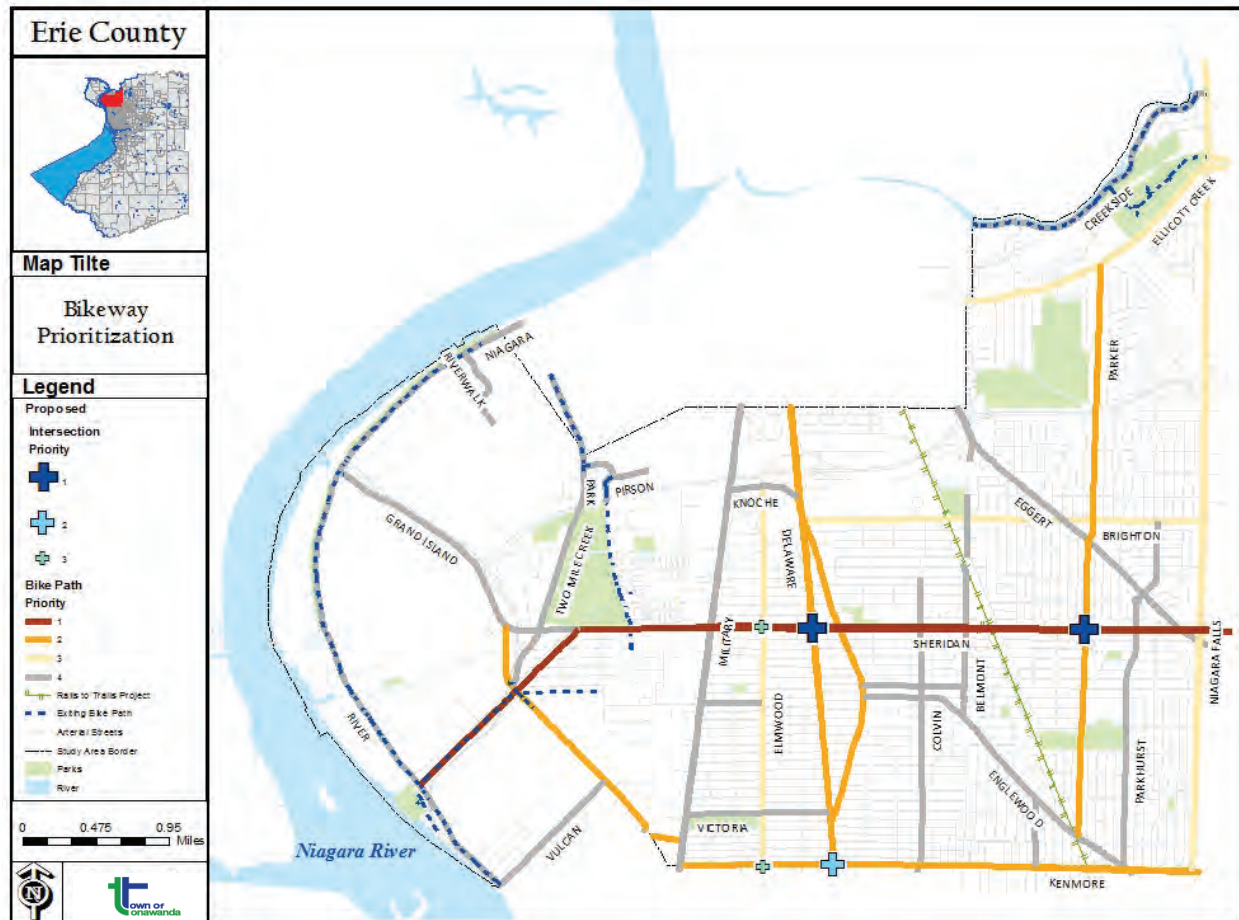 Erie County
Map Tilte
Bikeway
Prioritization
Legend
Proposed
Intersection
Priority
1
2
3
Bike Path
Priority
1
2
3
4
Rails to Trails Project
Exiting Bike Path
Arterial Streets
Study Area Border
Parks
River
0 0.475 0.95
Miles
N
town of
tonawanda
CREEKSIDE
ELLICOTT CREEK
PARKER
NIAGARA
RIVERWALK
PARK
PIRSON
KNOCHE
GRAND ISLAND
TWO MILE CREEK
DELAWARE
EGGERT
BRIGHTON
MILITARY
SHERIDAN
NIAGARA FALLS
ELMWOOD
BELMONT
COLVIN
RIVER
PARKHURST
ENGLEWOOD
VULCAN
VICTORIA
KENMORE
Niagara River